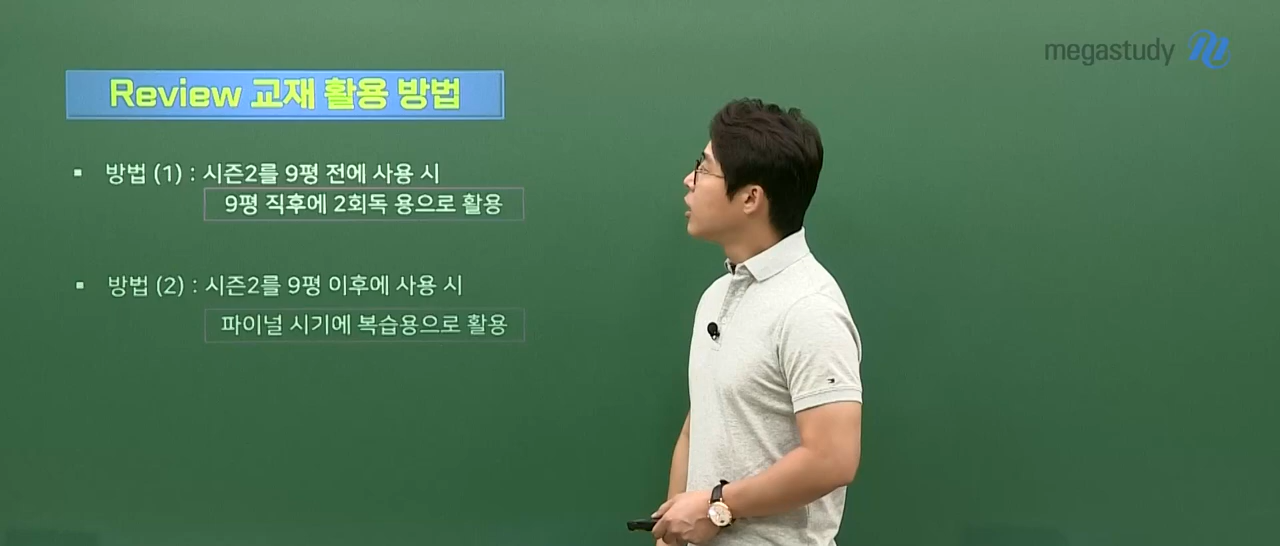 megastudy
Review 교재 활용 방법
▪ 방법 (1) : 시즌2를 9평 전에 사용 시
9평 직후에 2회독 용으로 활용
▪ 방법 (2) : 시즌2를 9평 이후에 사용 시
파이널 시기에 복습용으로 활용